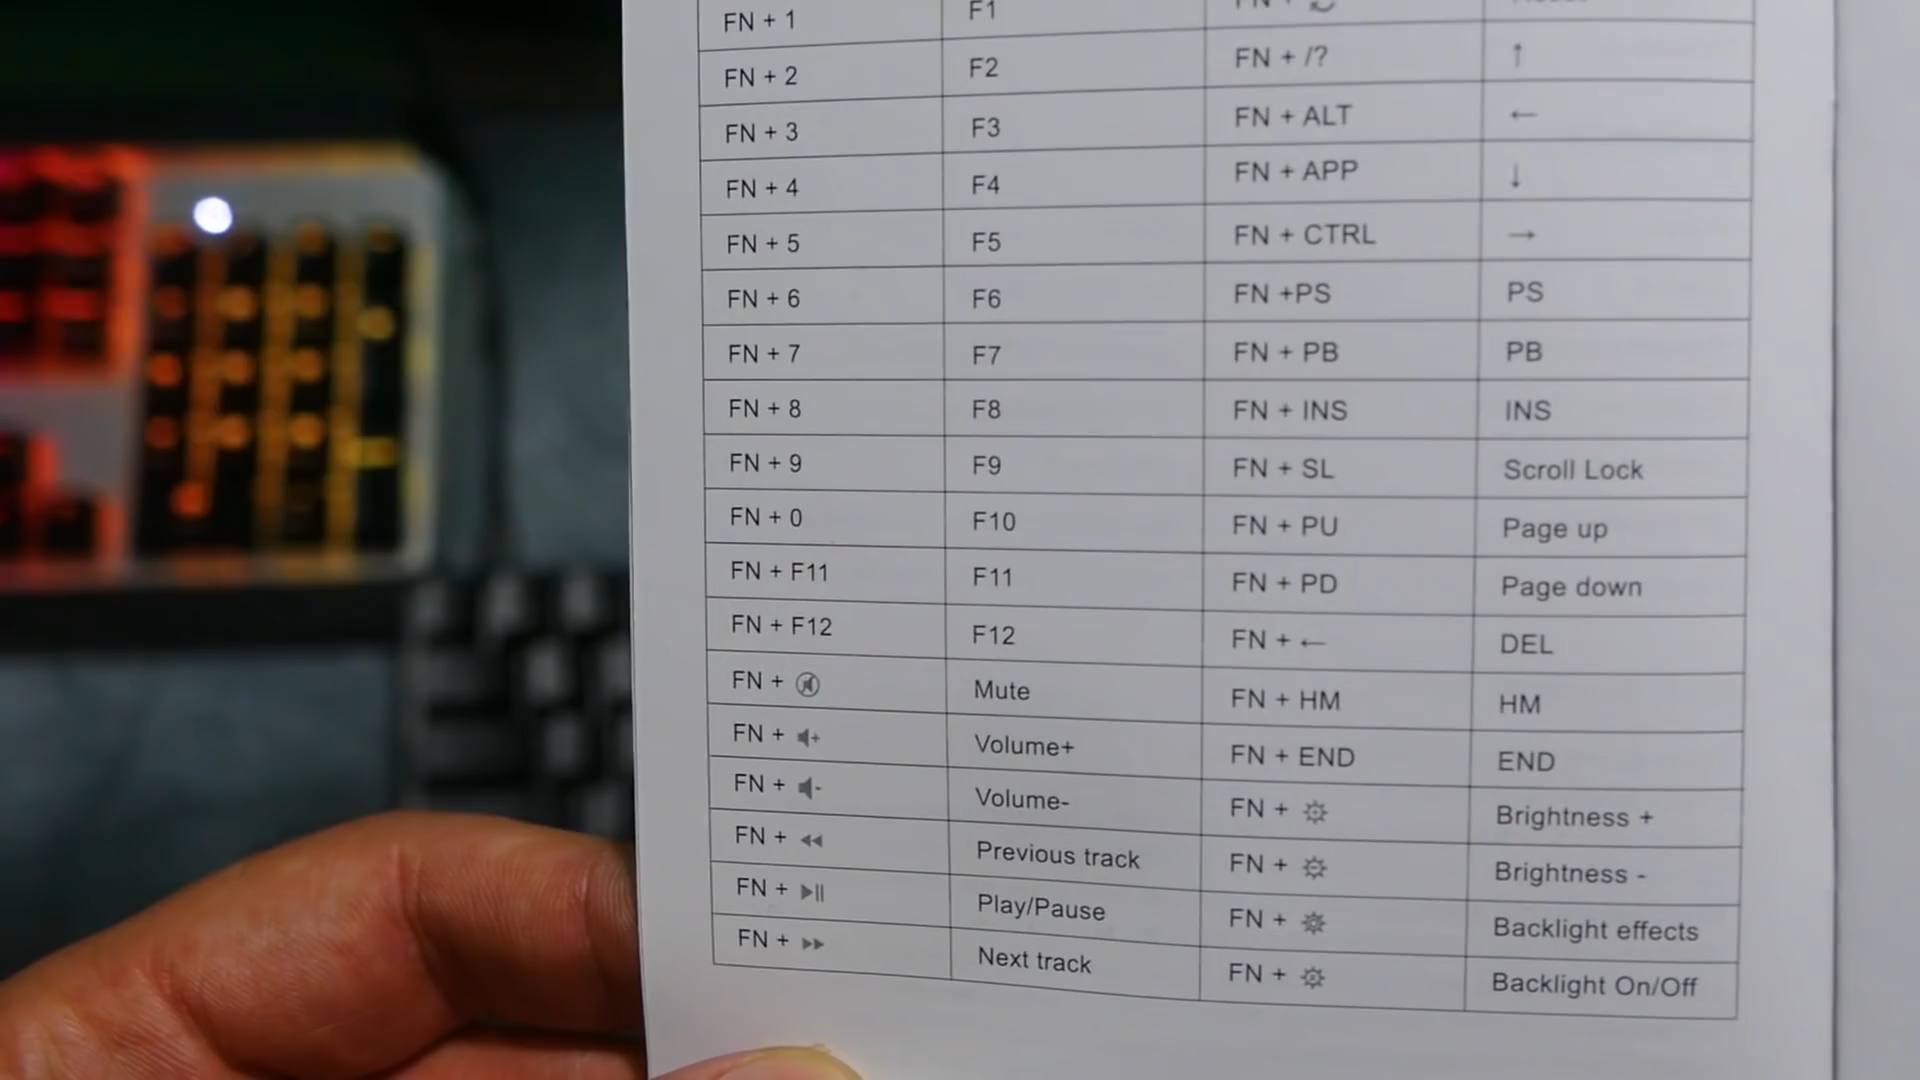 FN + 1 F1 FN +
FN + 2 F2 FN + /? ↑
FN + 3 F3 FN + ALT ←
FN + 4 F4 FN + APP ↓
FN + 5 F5 FN + CTRL →
FN + 6 F6 FN +PS PS
FN + 7 F7 FN + PB PB
FN + 8 F8 FN + INS INS
FN + 9 F9 FN + SL Scroll Lock
FN + 0 F10 FN + PU Page up
FN + F11 F11 FN + PD Page down
FN + F12 F12 FN + ← DEL
FN + Mute FN + HM HM
FN + Volume+ FN + END END
FN + Volume- FN + Brightness +
FN + Previous track FN + Brightness -
FN + Play/Pause FN + Backlight effects
FN + Next track FN + Backlight On/Off